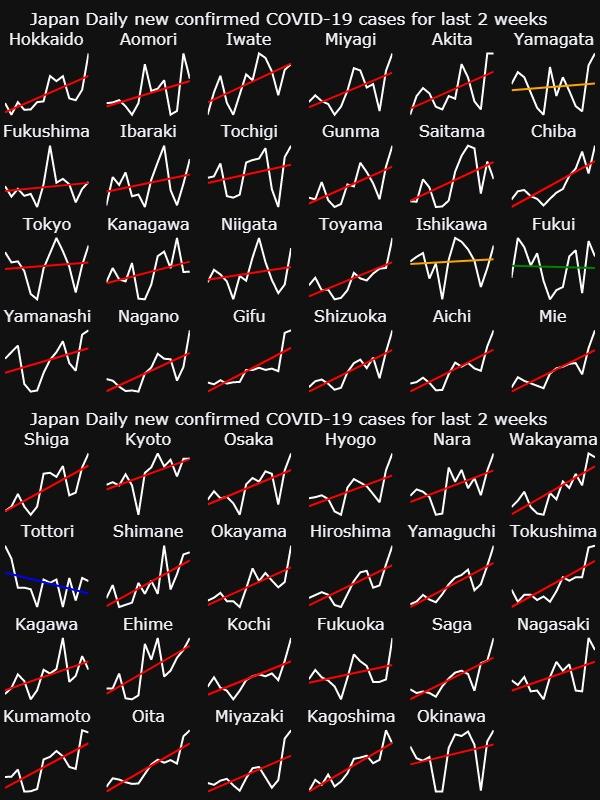 Japan Daily new confirmed COVID-19 cases for last 2 weeks
Hokkaido Aomori Iwate Miyagi Akita Yamagata
Fukushima Ibaraki Tochigi Gunma Saitama Chiba
Tokyo Kanagawa Niigata Toyama Ishikawa Fukui
Yamanashi Nagano Gifu Shizuoka Aichi Mie
Japan Daily new confirmed COVID-19 cases for last 2 weeks
Shiga Kyoto Osaka Hyogo Nara Wakayama
Tottori Shimane Okayama Hiroshima Yamaguchi Tokushima
Kagawa Ehime Kochi Fukuoka Saga Nagasaki
Kumamoto Oita Miyazaki Kagoshima Okinawa